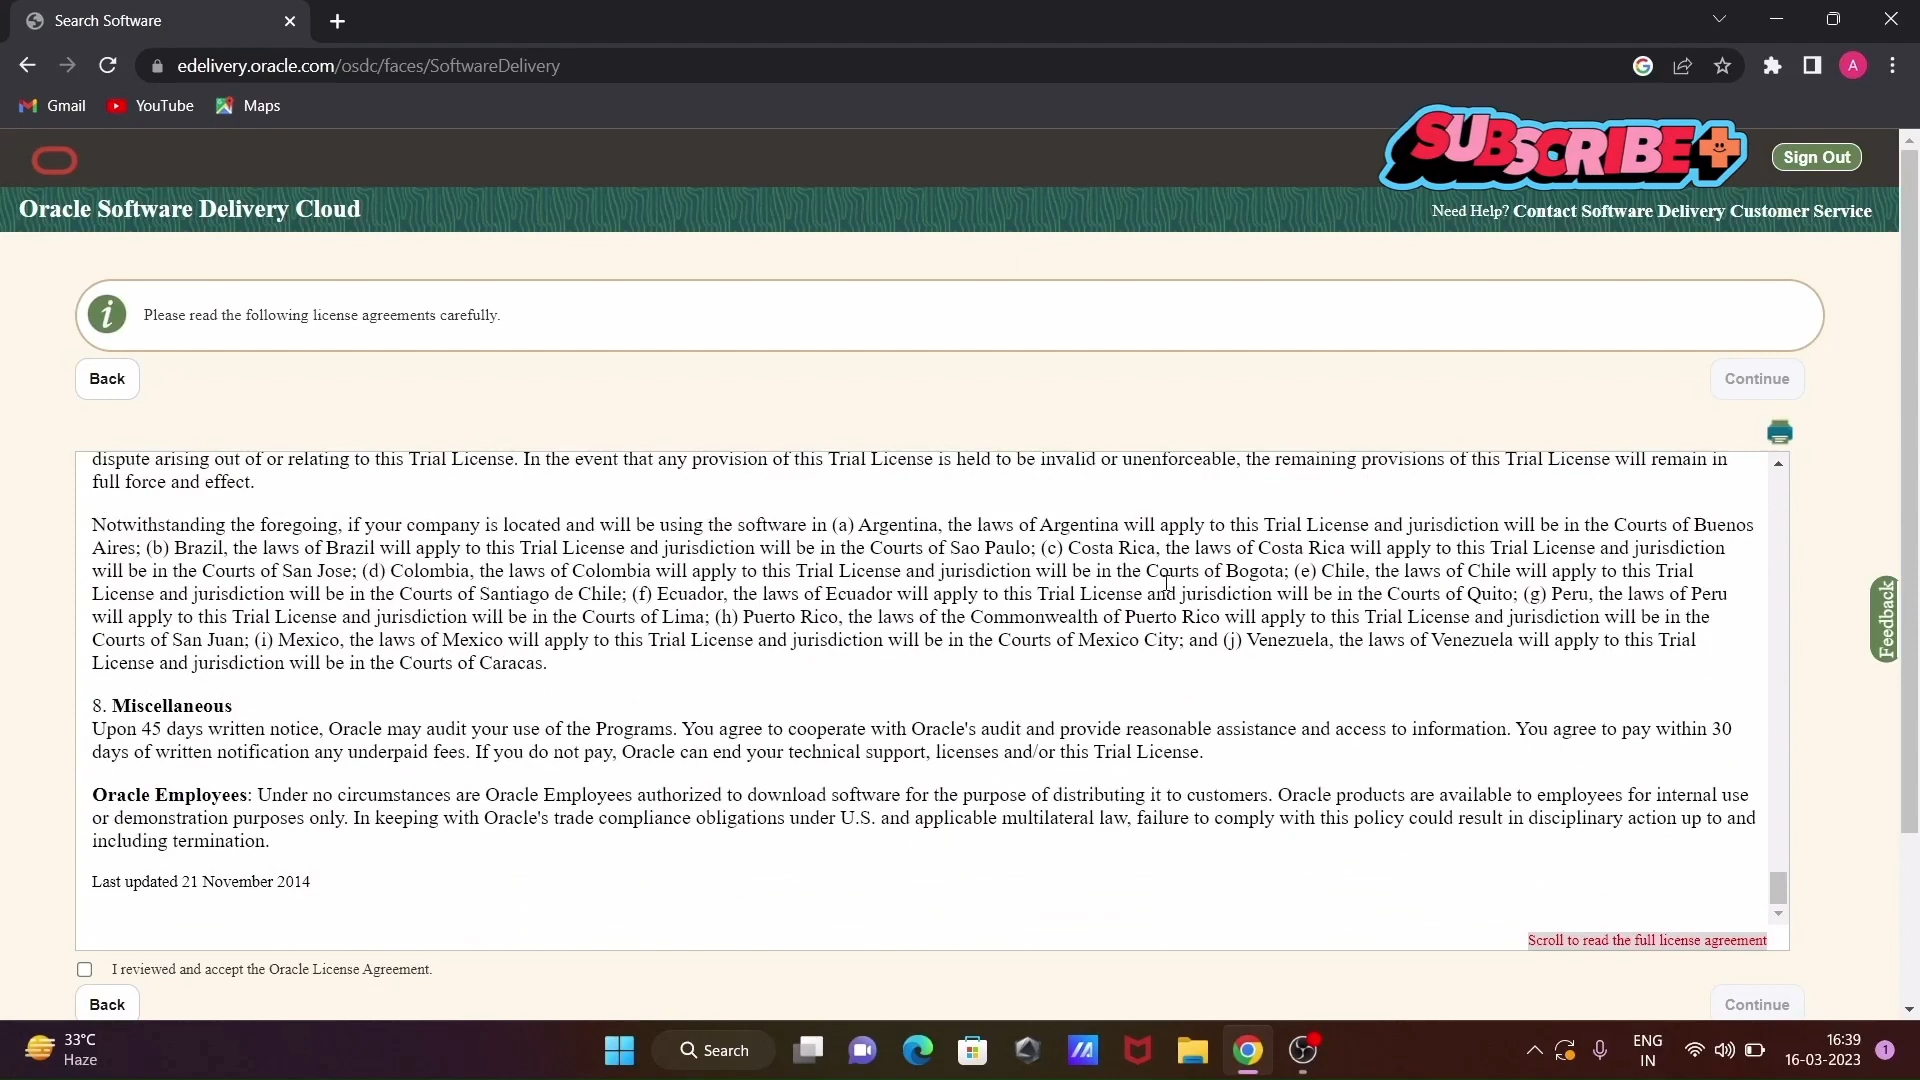 Search Software
edelivery.oracle.com/osdc/faces/SoftwareDelivery
A
Gmail
YouTube
Maps
SUBSCRIBE
Sign Out
Oracle Software Delivery Cloud
Need Help? Contact Software Delivery Customer Service
i
Please read the following license agreements carefully.
Back
Continue
dispute arising out of or relating to this Trial License. In the event that any provision of this Trial License is held to be invalid or unenforceable, the remaining provisions of this Trial License will remain in
full force and effect.
Notwithstanding the foregoing, if your company is located and will be using the software in (a) Argentina, the laws of Argentina will apply to this Trial License and jurisdiction will be in the Courts of Buenos
Aires; (b) Brazil, the laws of Brazil will apply to this Trial License and jurisdiction will be in the Courts of Sao Paulo; (c) Costa Rica, the laws of Costa Rica will apply to this Trial License and jurisdiction
will be in the Courts of San Jose; (d) Colombia, the laws of Colombia will apply to this Trial License and jurisdiction will be in the Courts of Bogota; (e) Chile, the laws of Chile will apply to this Trial
License and jurisdiction will be in the Courts of Santiago de Chile; (f) Ecuador, the laws of Ecuador will apply to this Trial License and jurisdiction will be in the Courts of Quito; (g) Peru, the laws of Peru
will apply to this Trial License and jurisdiction will be in the Courts of Lima; (h) Puerto Rico, the laws of the Commonwealth of Puerto Rico will apply to this Trial License and jurisdiction will be in the
Courts of San Juan; (i) Mexico, the laws of Mexico will apply to this Trial License and jurisdiction will be in the Courts of Mexico City; and (j) Venezuela, the laws of Venezuela will apply to this Trial
License and jurisdiction will be in the Courts of Caracas.
8. Miscellaneous
Upon 45 days written notice, Oracle may audit your use of the Programs. You agree to cooperate with Oracle's audit and provide reasonable assistance and access to information. You agree to pay within 30
days of written notification any underpaid fees. If you do not pay, Oracle can end your technical support, licenses and/or this Trial License.
Oracle Employees: Under no circumstances are Oracle Employees authorized to download software for the purpose of distributing it to customers. Oracle products are available to employees for internal use
or demonstration purposes only. In keeping with Oracle's trade compliance obligations under U.S. and applicable multilateral law, failure to comply with this policy could result in disciplinary action up to and
including termination.
Last updated 21 November 2014
Scroll to read the full license agreement
Feedback
I reviewed and accept the Oracle License Agreement.
Back
Continue
33°C
Haze
Search
ENG
IN
16:39
16-03-2023
1